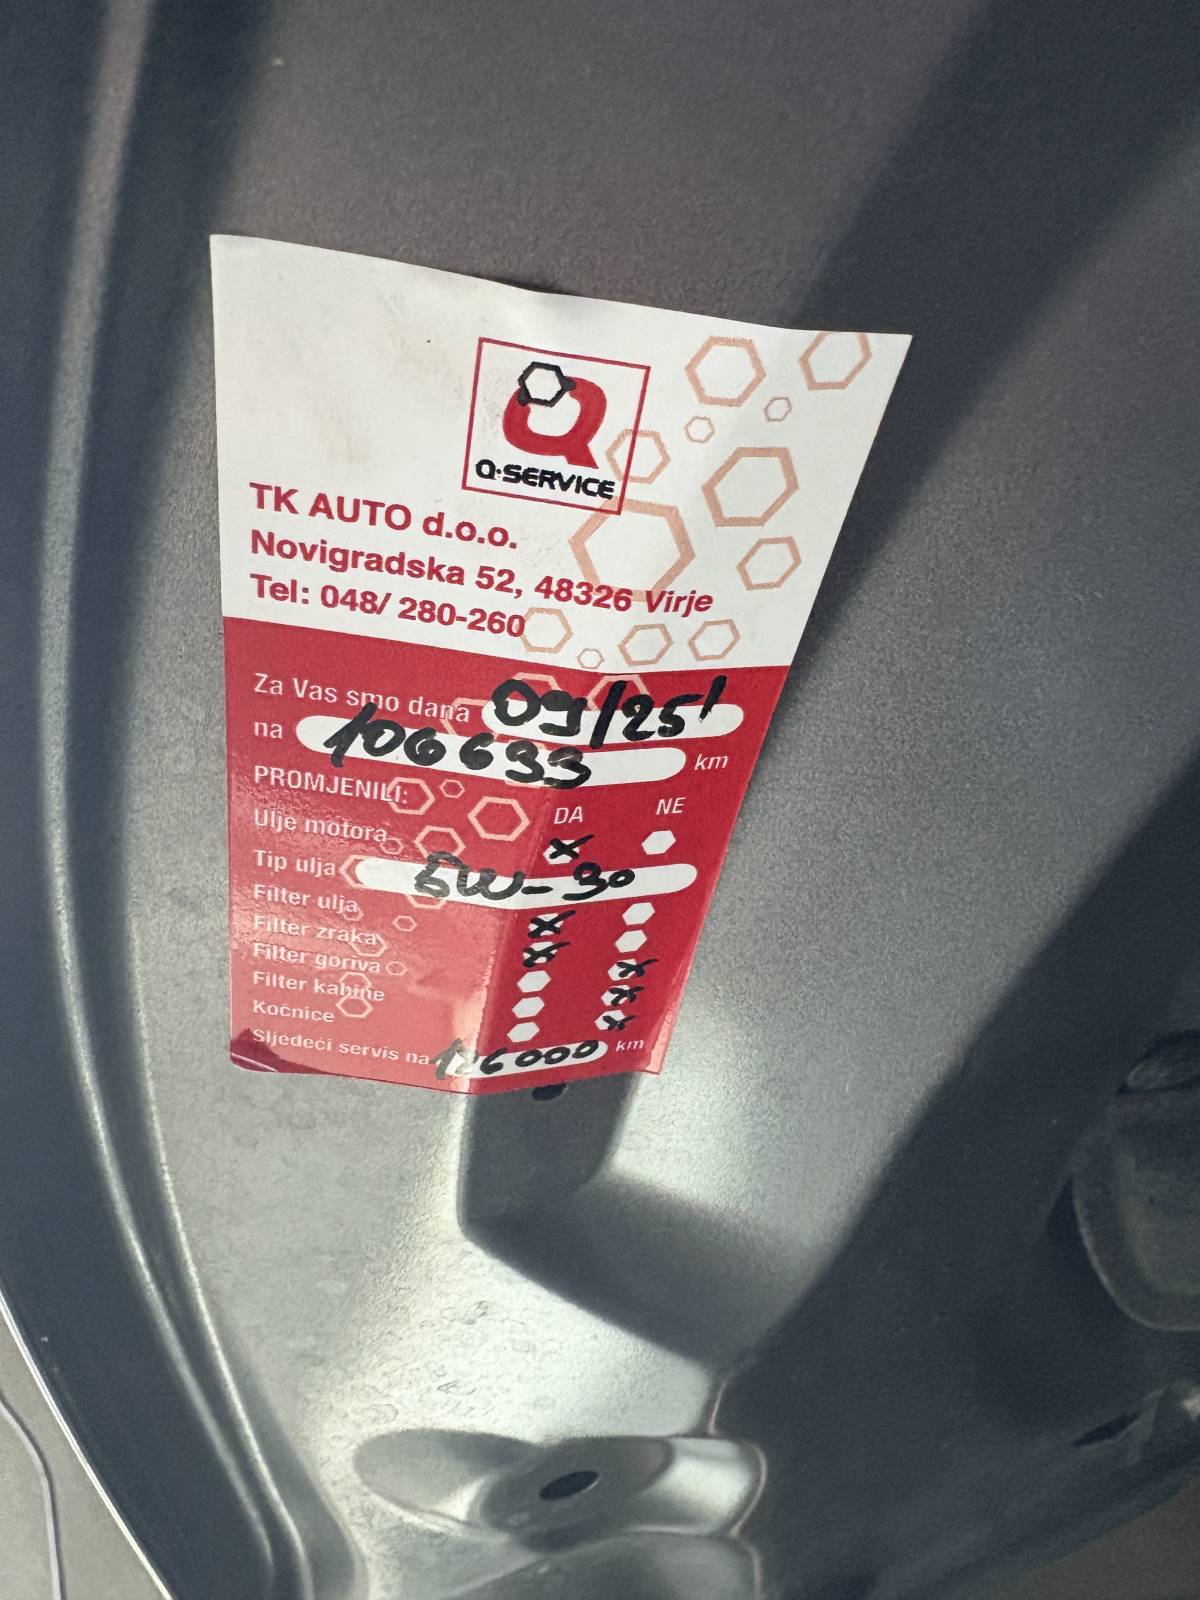 Q·SERVICE
TK AUTO d.o.o.
Novigradska 52, 48326 Virje
Tel: 048/ 280-260
Za Vas smo dana 09/25'
na 106693 km
PROMJENILI:
DA NE
Ulje motora x
Tip ulja 5W-30
Filter ulja x
Filter zraka x
Filter goriva x
Filter kabine x
Kočnice x
Sljedeći servis na 126000 km